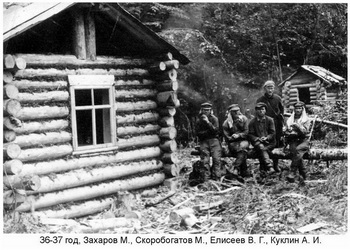 36-37 год, Захаров М., Скоробогатов М., Елисеев В. Г., Куклин А. И.